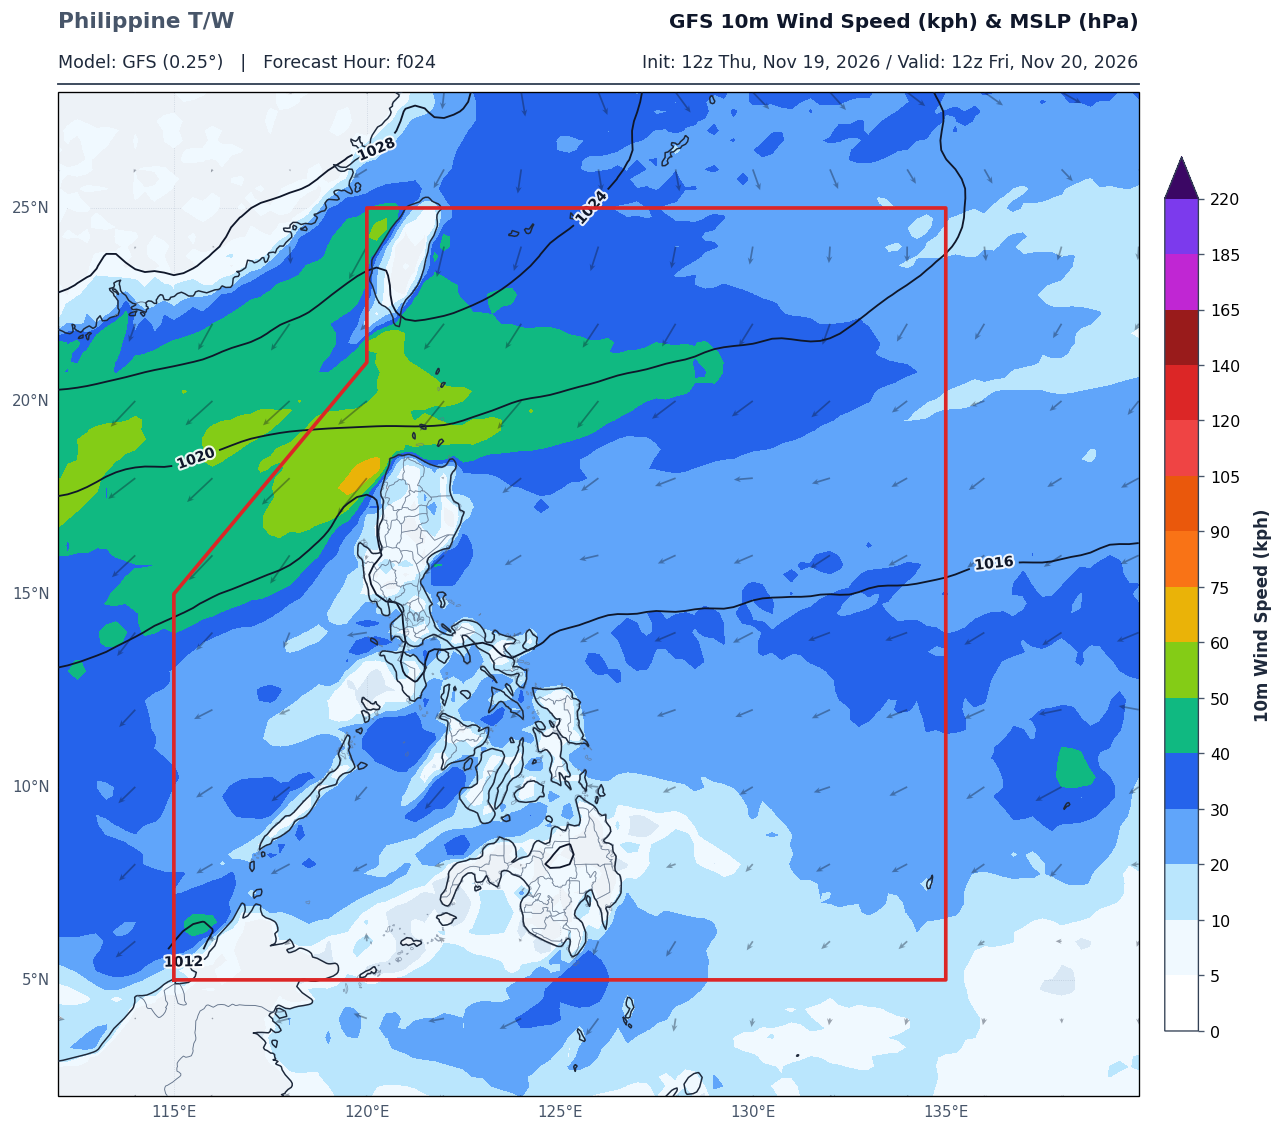 Philippine T/W
GFS 10m Wind Speed (kph) & MSLP (hPa)
Model: GFS (0.25°) | Forecast Hour: f024
Init: 12z Thu, Nov 19, 2026 / Valid: 12z Fri, Nov 20, 2026
1028
1024
1020
1016
1012
25°N
20°N
15°N
10°N
5°N
115°E
120°E
125°E
130°E
135°E
220
185
165
140
120
105
90
75
60
50
40
30
20
10
5
0
10m Wind Speed (kph)